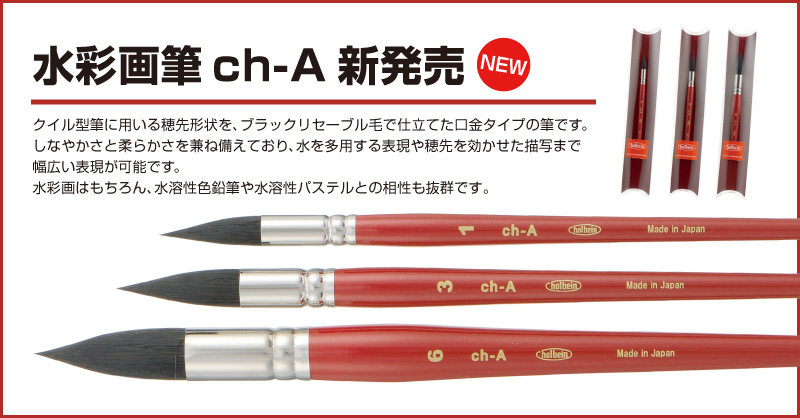 水彩画筆 ch-A 新発売 NEW
クイル型筆に用いる穂先形状を、ブラックリセーブル毛で仕立てた口金タイプの筆です。
しなやかさと柔らかさを兼ね備えており、水を多用する表現や穂先を効かせた描写まで
幅広い表現が可能です。
水彩画はもちろん、水溶性色鉛筆や水溶性パステルとの相性も抜群です。
1 ch-A holbein Made in Japan
3 ch-A holbein Made in Japan
6 ch-A holbein Made in Japan